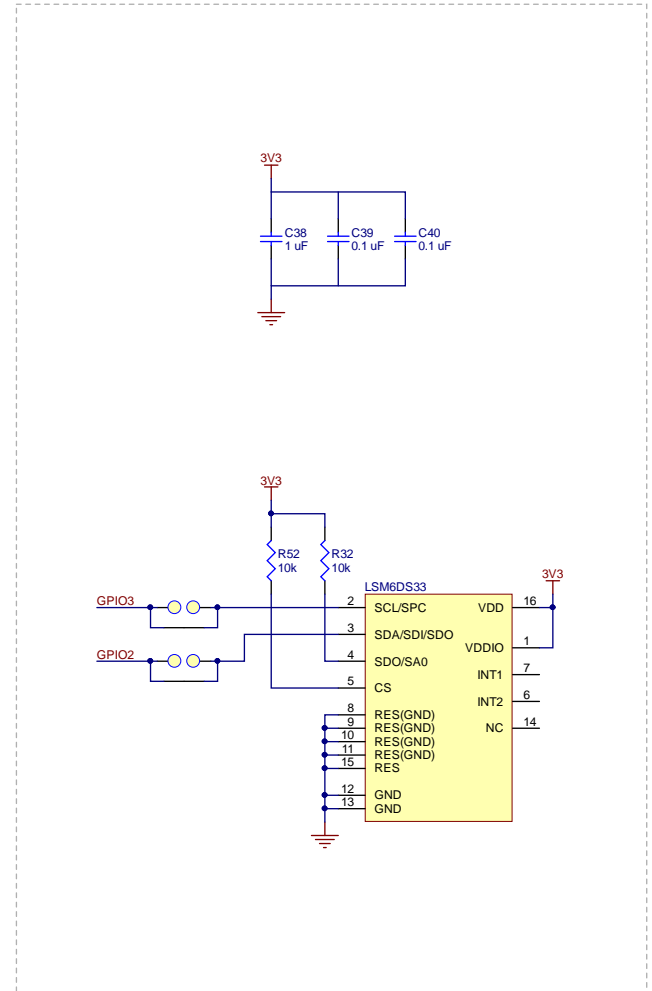 3V3
C38
1 uF
C39
0.1 uF
C40
0.1 uF
3V3
R52
10k
R32
10k
LSM6DS33
3V3
GPIO3
2 SCL/SPC VDD 16
3 SDA/SDI/SDO
VDDIO 1
GPIO2
4 SDO/SA0
INT1 7
5 CS
INT2 6
8 RES(GND)
9 RES(GND) NC 14
10 RES(GND)
11 RES(GND)
15 RES
12 GND
13 GND